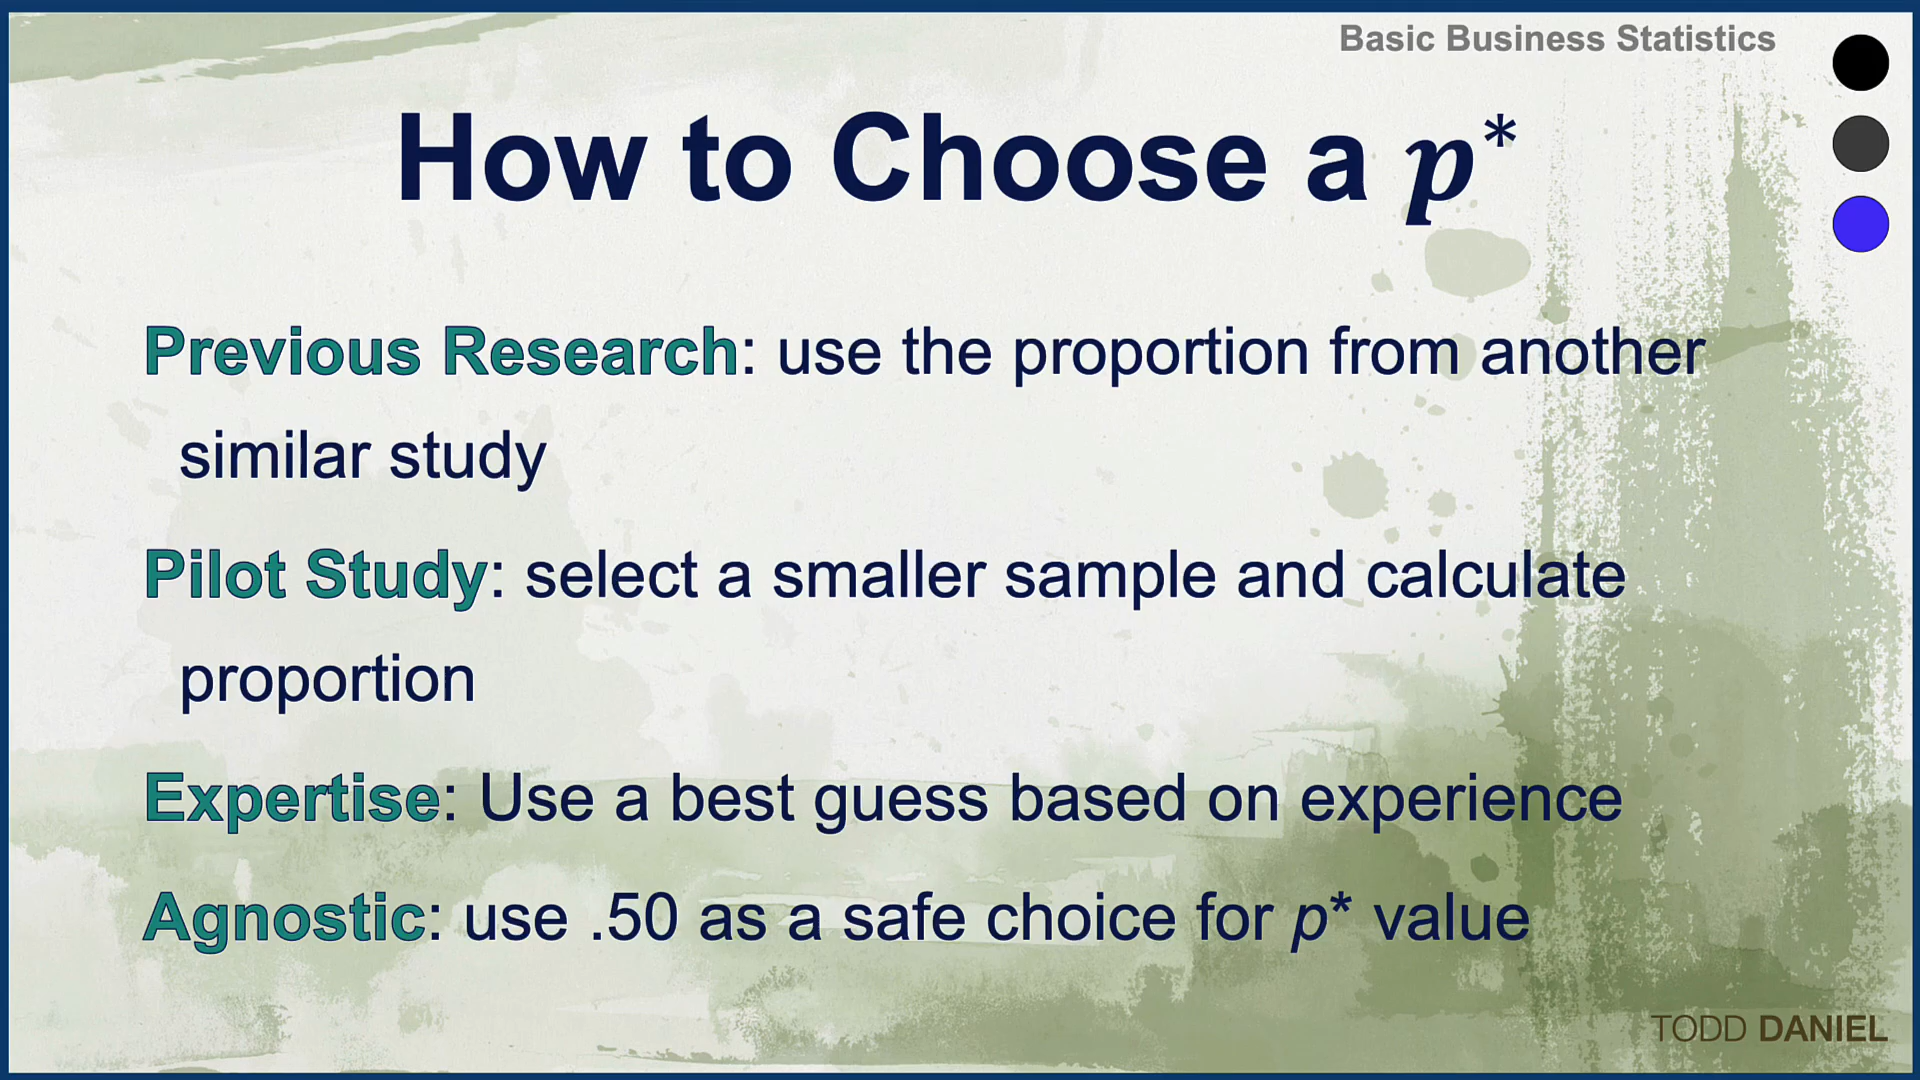 Basic Business Statistics
How to Choose a p*
Previous Research: use the proportion from another
similar study
Pilot Study: select a smaller sample and calculate
proportion
Expertise: Use a best guess based on experience
Agnostic: use .50 as a safe choice for p* value
TODD DANIEL